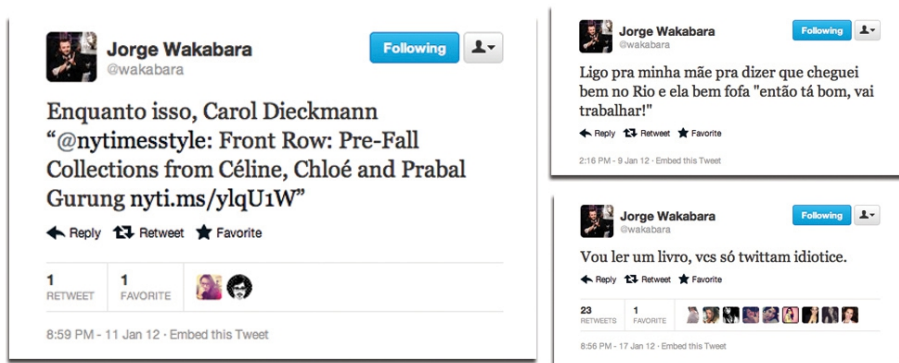 Jorge Wakabara
@wakabara
Following
Enquanto isso, Carol Dieckmann
“@nytimesstyle: Front Row: Pre-Fall
Collections from Céline, Chloé and Prabal
Gurung nyti.ms/ylqU1W”
Reply Retweet Favorite
1 RETWEET
1 FAVORITE
8:59 PM - 11 Jan 12 · Embed this Tweet
Jorge Wakabara
@wakabara
Following
Ligo pra minha mãe pra dizer que cheguei
bem no Rio e ela bem fofa "então tá bom, vai
trabalhar!"
Reply Retweet Favorite
2:16 PM - 9 Jan 12 · Embed this Tweet
Jorge Wakabara
@wakabara
Following
Vou ler um livro, vcs só twittam idiotice.
Reply Retweet Favorite
23 RETWEETS
1 FAVORITE
8:56 PM - 17 Jan 12 · Embed this Tweet